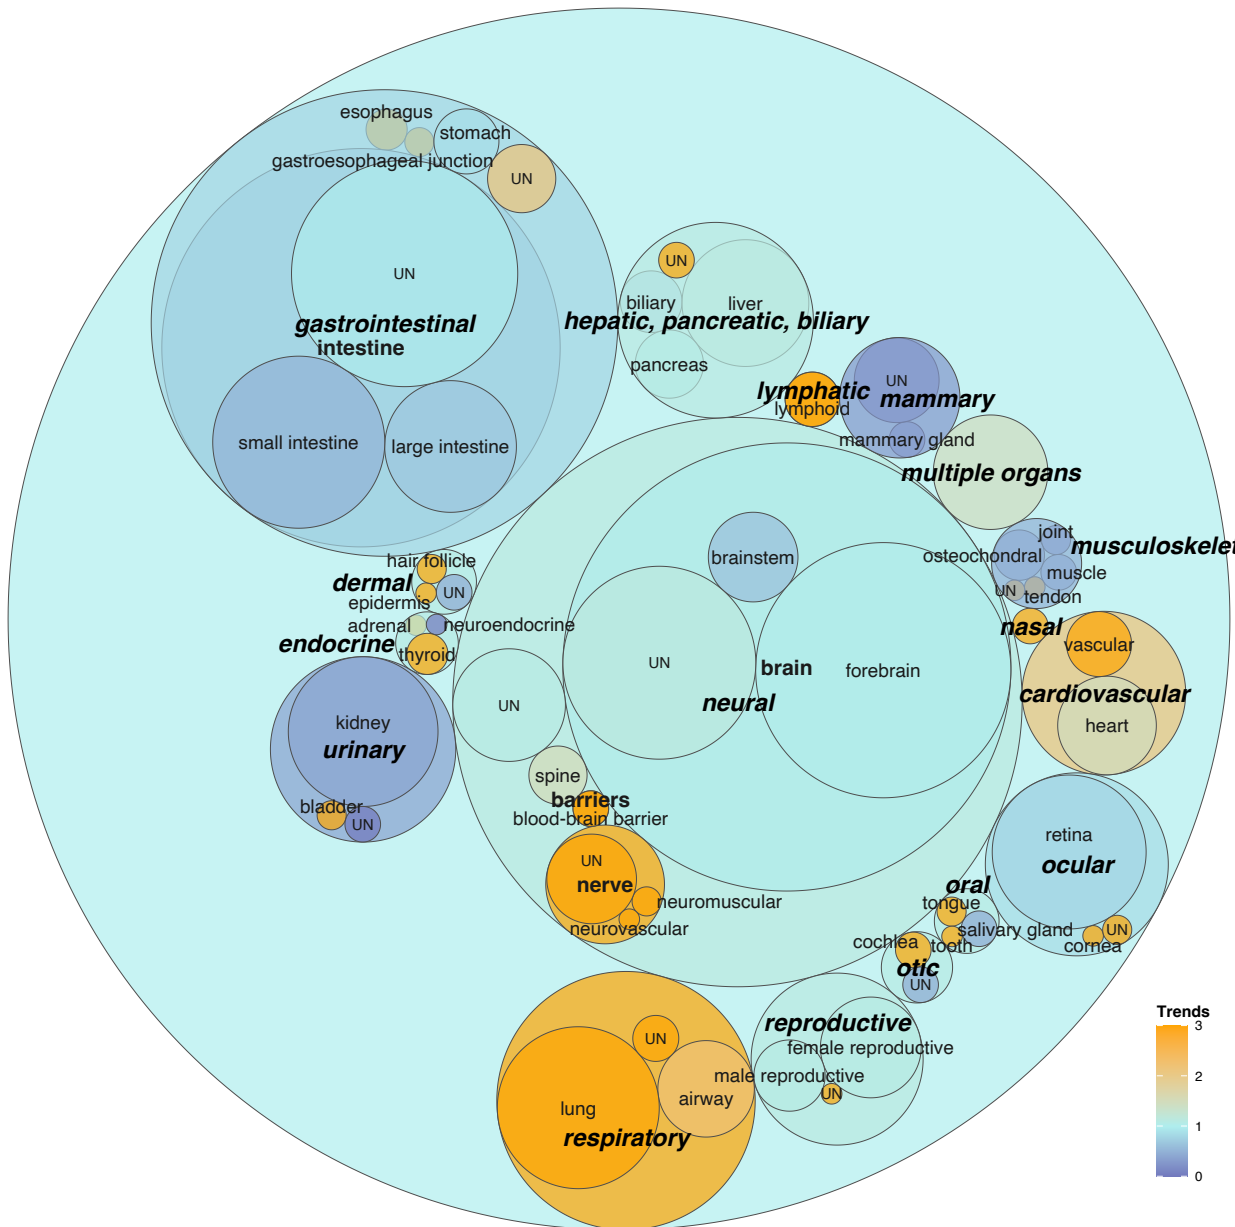 esophagus
stomach
gastroesophageal junction
UN
UN
gastrointestinal
intestine
small intestine
large intestine
UN
biliary
liver
hepatic, pancreatic, biliary
pancreas
lymphatic
lymphoid
UN
mammary
mammary gland
multiple organs
joint
osteochondral
musculoskelet
muscle
UN
tendon
nasal
vascular
cardiovascular
heart
hair follicle
dermal
UN
epidermis
adrenal
neuroendocrine
endocrine
thyroid
kidney
urinary
bladder
UN
brainstem
UN
brain
forebrain
neural
UN
spine
barriers
blood-brain barrier
UN
nerve
neuromuscular
neurovascular
retina
ocular
UN
cornea
oral
tongue
salivary gland
tooth
cochlea
otic
UN
reproductive
female reproductive
male reproductive
UN
UN
airway
lung
respiratory
Trends
3
2
1
0